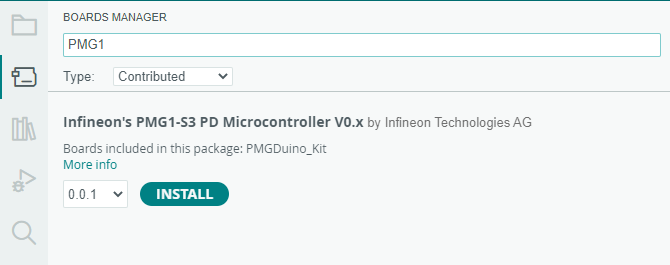 BOARDS MANAGER
PMG1
Type: Contributed
Infineon's PMG1-S3 PD Microcontroller V0.x by Infineon Technologies AG
Boards included in this package: PMGDuino_Kit
More info
0.0.1 INSTALL